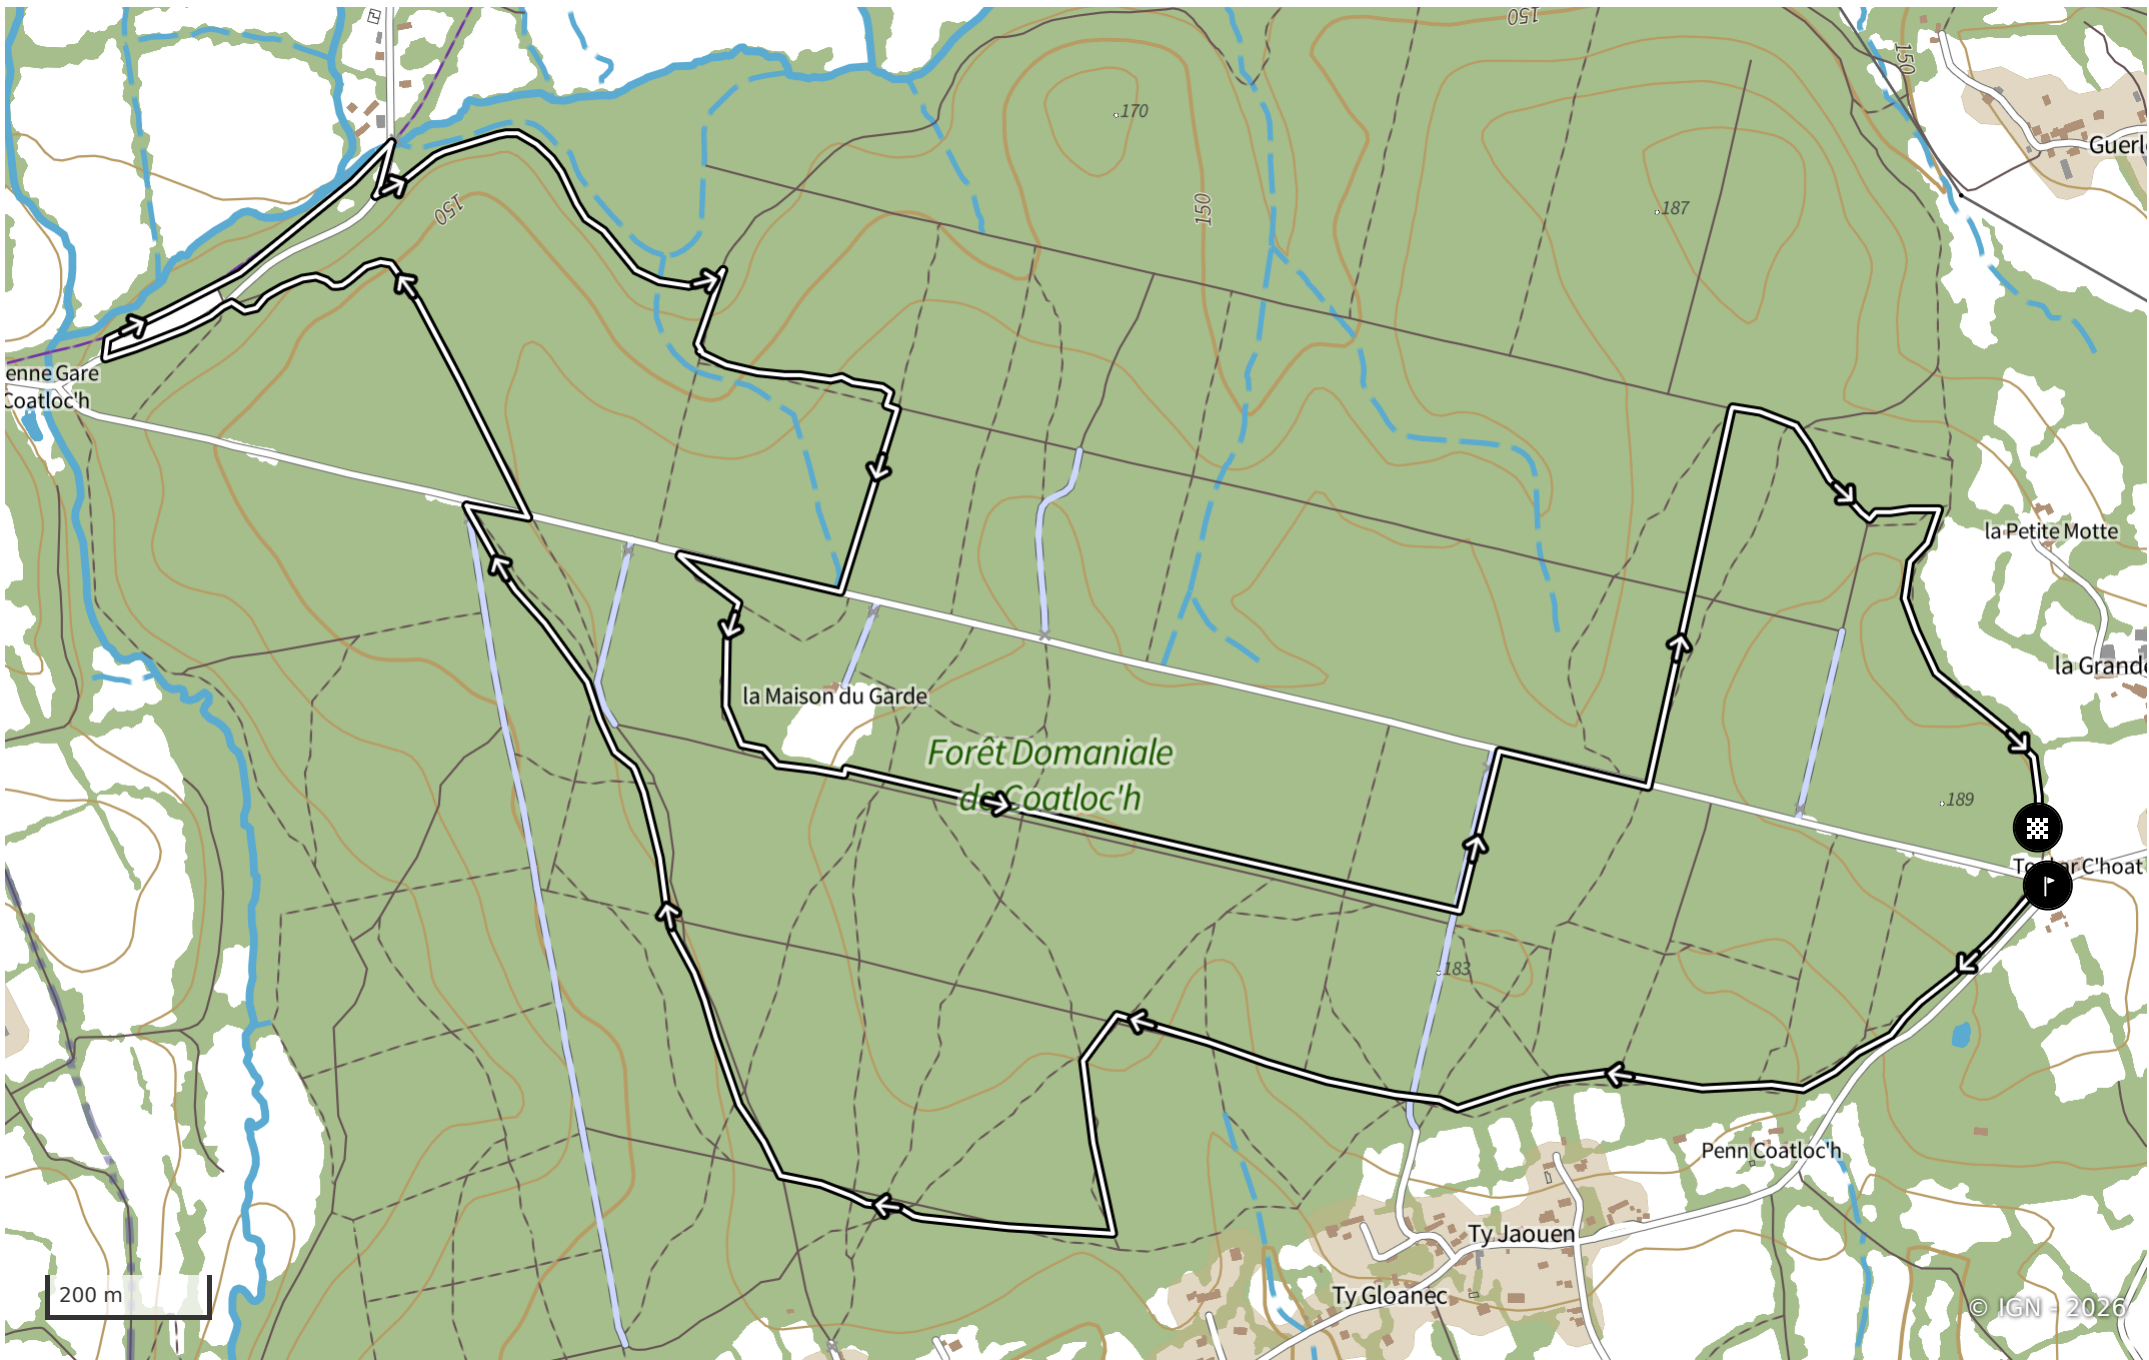 150
150
170
Guerl
187
150
150
enne Gare
Coatloc'h
la Petite Motte
la Grande
la Maison du Garde
Forêt Domaniale
de Coatloc'h
189
183
Penn Coatloc'h
Ty Jaouen
Ty Gloanec
200 m
© IGN - 2026